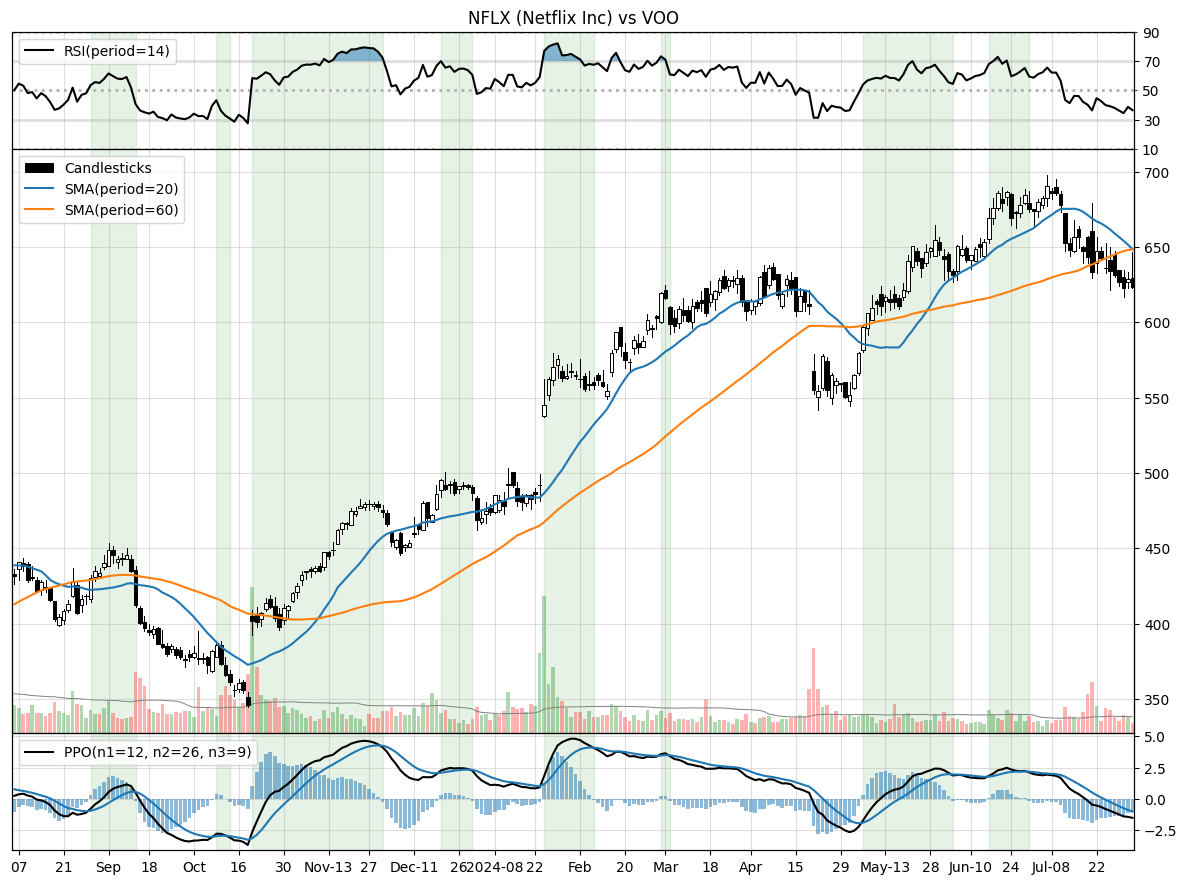 NFLX (Netflix Inc) vs VOO
RSI(period=14)
90
70
50
30
10
Candlesticks
SMA(period=20)
SMA(period=60)
700
650
600
550
500
450
400
350
PPO(n1=12, n2=26, n3=9)
5.0
2.5
0.0
−2.5
07 21 Sep 18 Oct 16 30 Nov-13 27 Dec-11 26 2024-08 22 Feb 20 Mar 18 Apr 15 29 May-13 28 Jun-10 24 Jul-08 22